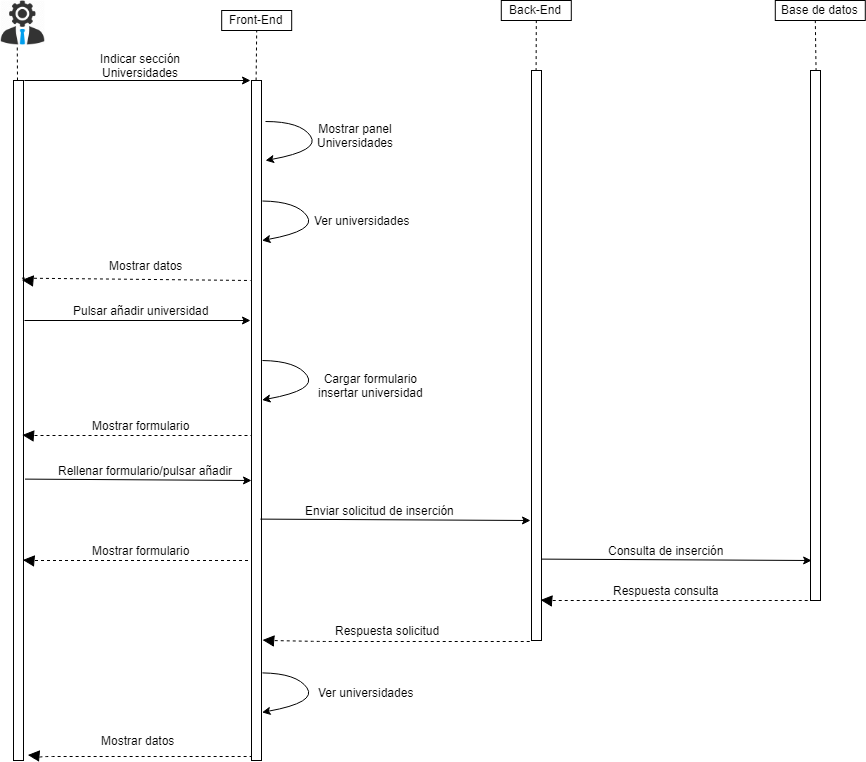 Front-End
Back-End
Base de datos
Indicar sección
Universidades
Mostrar panel
Universidades
Ver universidades
Mostrar datos
Pulsar añadir universidad
Cargar formulario
insertar universidad
Mostrar formulario
Rellenar formulario/pulsar añadir
Enviar solicitud de inserción
Mostrar formulario
Consulta de inserción
Respuesta consulta
Respuesta solicitud
Ver universidades
Mostrar datos